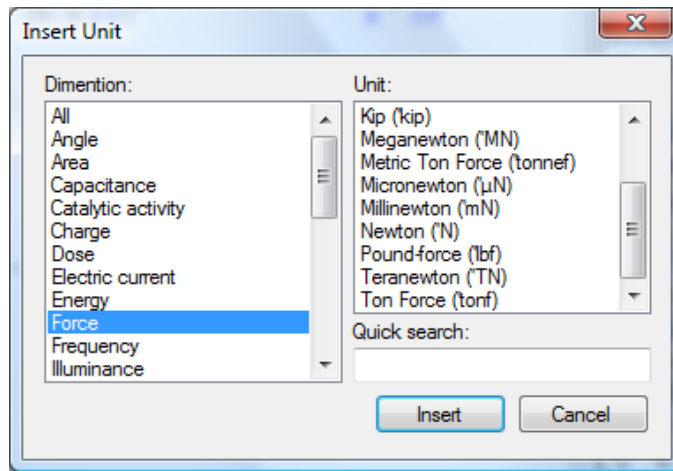 Insert Unit
Dimention:
All
Angle
Area
Capacitance
Catalytic activity
Charge
Dose
Electric current
Energy
Force
Frequency
Illuminance
Unit:
Kip ('kip)
Meganewton ('MN)
Metric Ton Force ('tonnef)
Micronewton ('µN)
Millinewton ('mN)
Newton ('N)
Pound-force ('lbf)
Teranewton ('TN)
Ton Force ('tonf)
Quick search:
Insert
Cancel